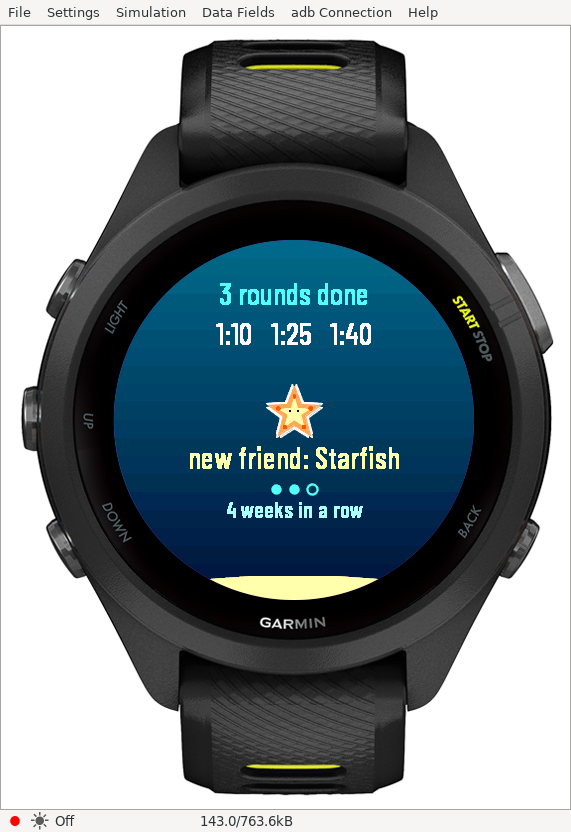 File Settings Simulation Data Fields adb Connection Help
3 rounds done
1:10 1:25 1:40
LIGHT
START STOP
UP
new friend: Starfish
4 weeks in a row
DOWN
BACK
GARMIN
Off 143.0/763.6kB